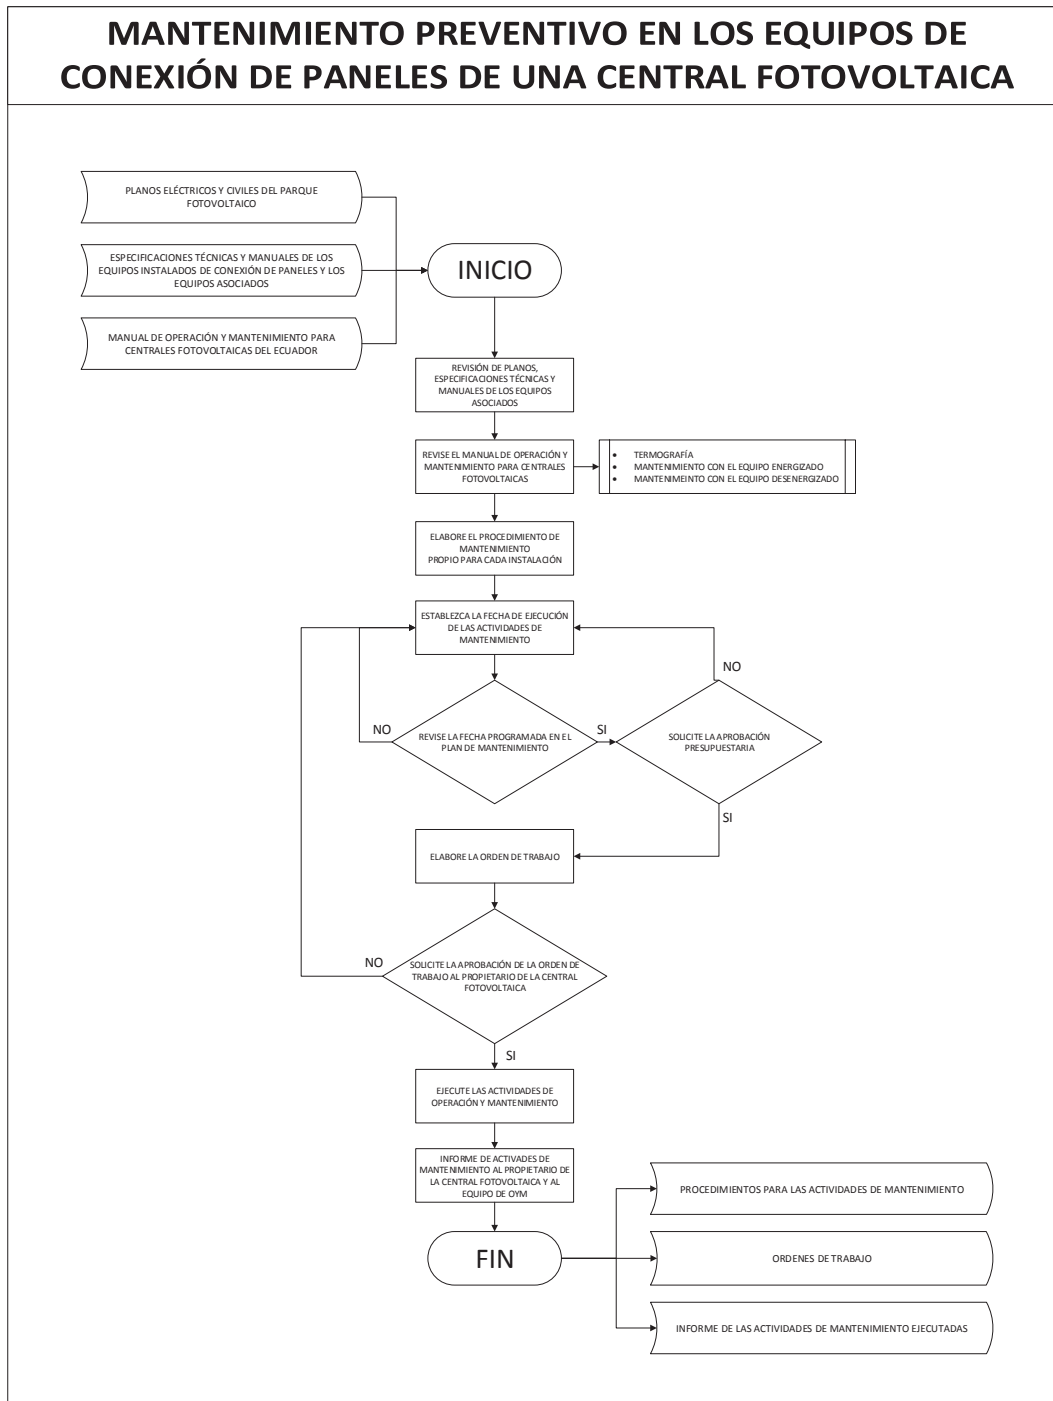 MANTENIMIENTO PREVENTIVO EN LOS EQUIPOS DE
CONEXIÓN DE PANELES DE UNA CENTRAL FOTOVOLTAICA
PLANOS ELÉCTRICOS Y CIVILES DEL PARQUE
FOTOVOLTAICO
ESPECIFICACIONES TÉCNICAS Y MANUALES DE LOS
EQUIPOS INSTALADOS DE CONEXIÓN DE PANELES Y LOS
EQUIPOS ASOCIADOS
MANUAL DE OPERACIÓN Y MANTENIMIENTO PARA
CENTRALES FOTOVOLTAICAS DEL ECUADOR
INICIO
REVISIÓN DE PLANOS,
ESPECIFICACIONES TÉCNICAS Y
MANUALES DE LOS EQUIPOS
ASOCIADOS
REVISE EL MANUAL DE OPERACIÓN Y
MANTENIMIENTO PARA CENTRALES
FOTOVOLTAICAS
• TERMOGRAFÍA
• MANTENIMIENTO CON EL EQUIPO ENERGIZADO
• MANTENIMEINTO CON EL EQUIPO DESENERGIZADO
ELABORE EL PROCEDIMIENTO DE
MANTENIMIENTO
PROPIO PARA CADA INSTALACIÓN
ESTABLEZCA LA FECHA DE EJECUCIÓN
DE LAS ACTIVIDADES DE
MANTENIMIENTO
NO
REVISE LA FECHA PROGRAMADA EN EL
PLAN DE MANTENIMIENTO
SI
NO
SOLICITE LA APROBACIÓN
PRESUPUESTARIA
SI
ELABORE LA ORDEN DE TRABAJO
NO
SOLICITE LA APROBACIÓN DE LA ORDEN DE
TRABAJO AL PROPIETARIO DE LA CENTRAL
FOTOVOLTAICA
SI
EJECUTE LAS ACTIVIDADES DE
OPERACIÓN Y MANTENIMIENTO
INFORME DE ACTIVADES DE
MANTENIMIENTO AL PROPIETARIO DE
LA CENTRAL FOTOVOLTAICA Y AL
EQUIPO DE OYM
FIN
PROCEDIMIENTOS PARA LAS ACTIVIDADES DE MANTENIMIENTO
ORDENES DE TRABAJO
INFORME DE LAS ACTIVIDADES DE MANTENIMIENTO EJECUTADAS